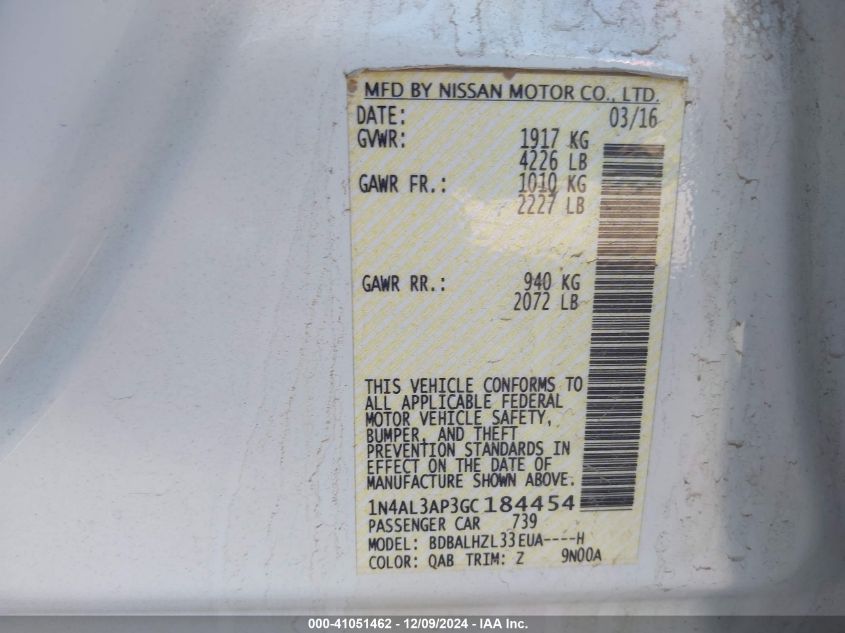 MFD BY NISSAN MOTOR CO., LTD.
DATE: 03/16
GVWR: 1917 KG
4226 LB
GAWR FR.: 1010 KG
2227 LB
GAWR RR.: 940 KG
2072 LB
THIS VEHICLE CONFORMS TO
ALL APPLICABLE FEDERAL
MOTOR VEHICLE SAFETY,
BUMPER, AND THEFT
PREVENTION STANDARDS IN
EFFECT ON THE DATE OF
MANUFACTURE SHOWN ABOVE.
1N4AL3AP3GC184454
PASSENGER CAR 739
MODEL: BDBALHZL33EUA----H
COLOR: QAB TRIM: Z 9N00A
000-41051462 - 12/09/2024 - IAA Inc.